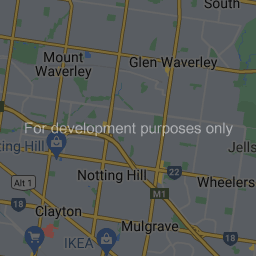 South
Mount
Waverley
Glen Waverley
For development purposes only
Notting Hill
Jells
22
Notting Hill
Alt 1
M1
Wheelers
18
Clayton
18
Mulgrave
IKEA